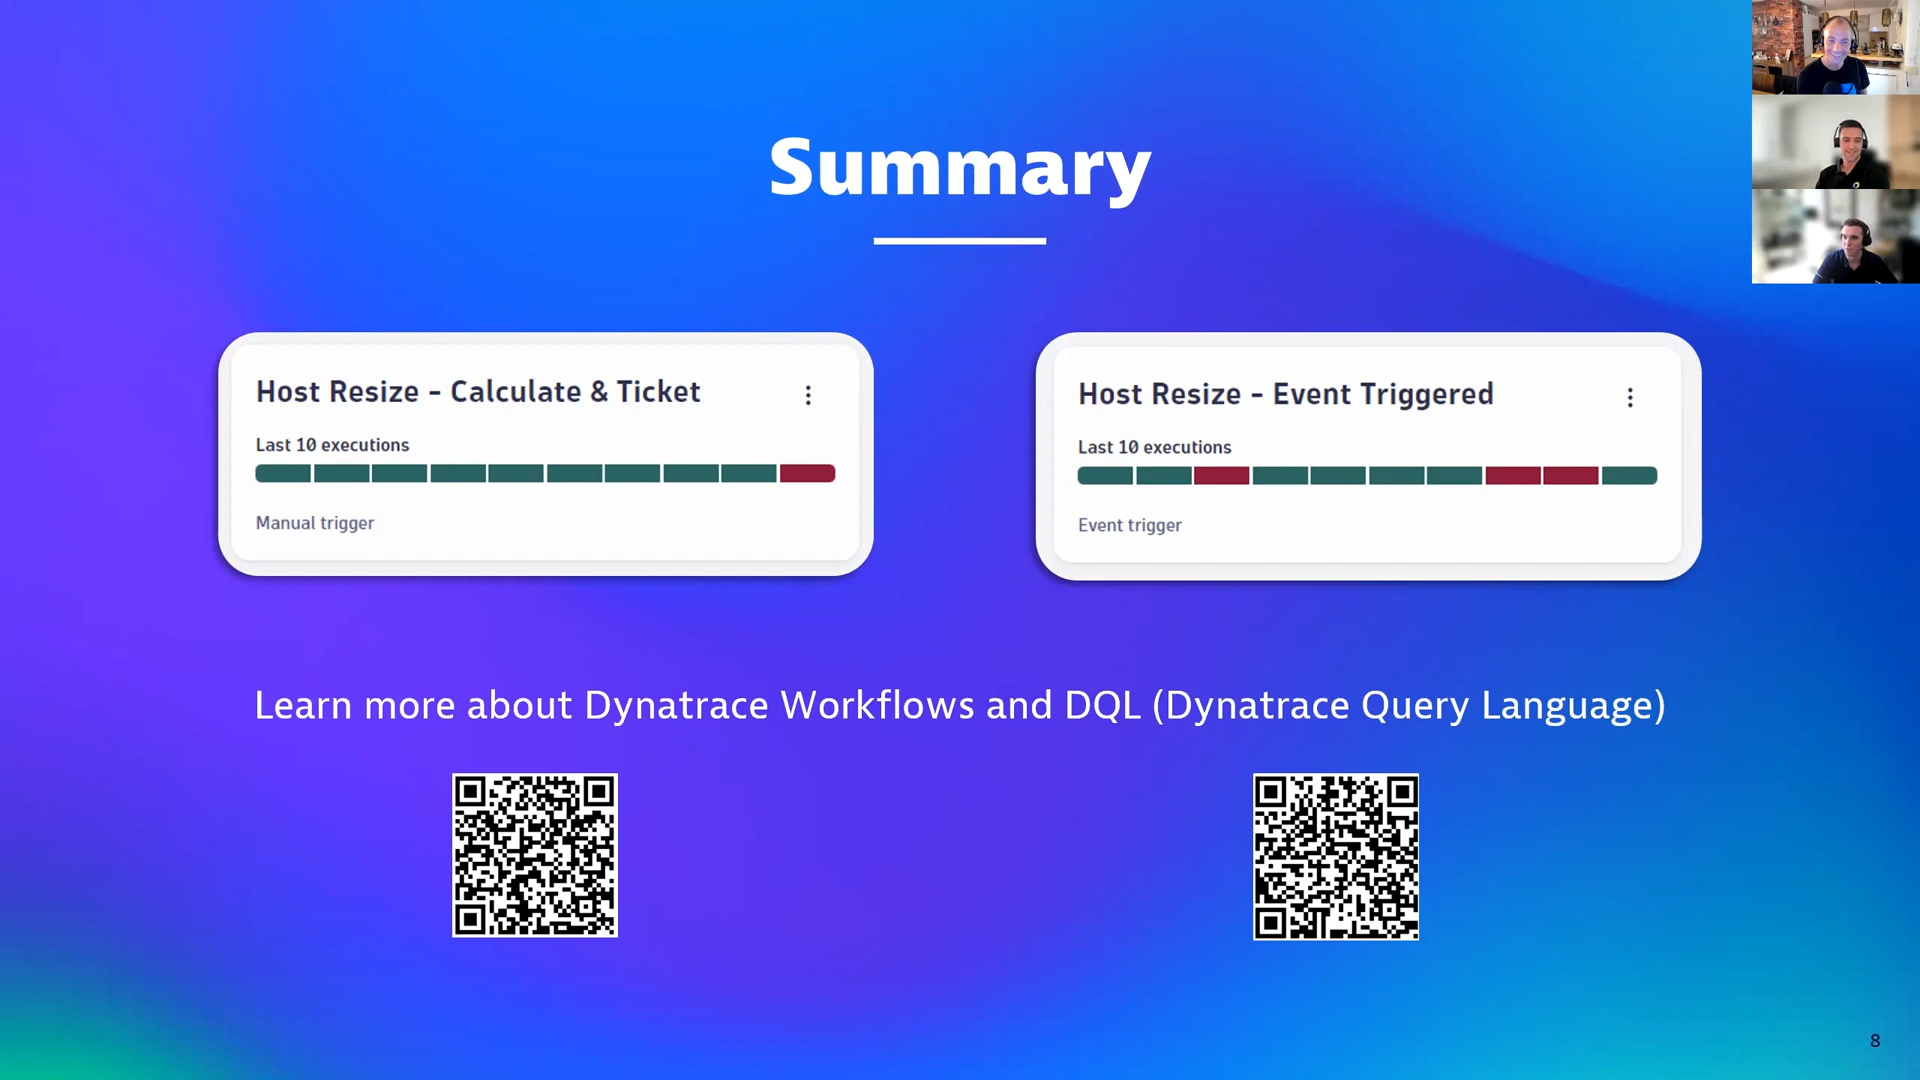 Summary
Host Resize - Calculate & Ticket
Last 10 executions
Manual trigger
Host Resize - Event Triggered
Last 10 executions
Event trigger
Learn more about Dynatrace Workflows and DQL (Dynatrace Query Language)
8